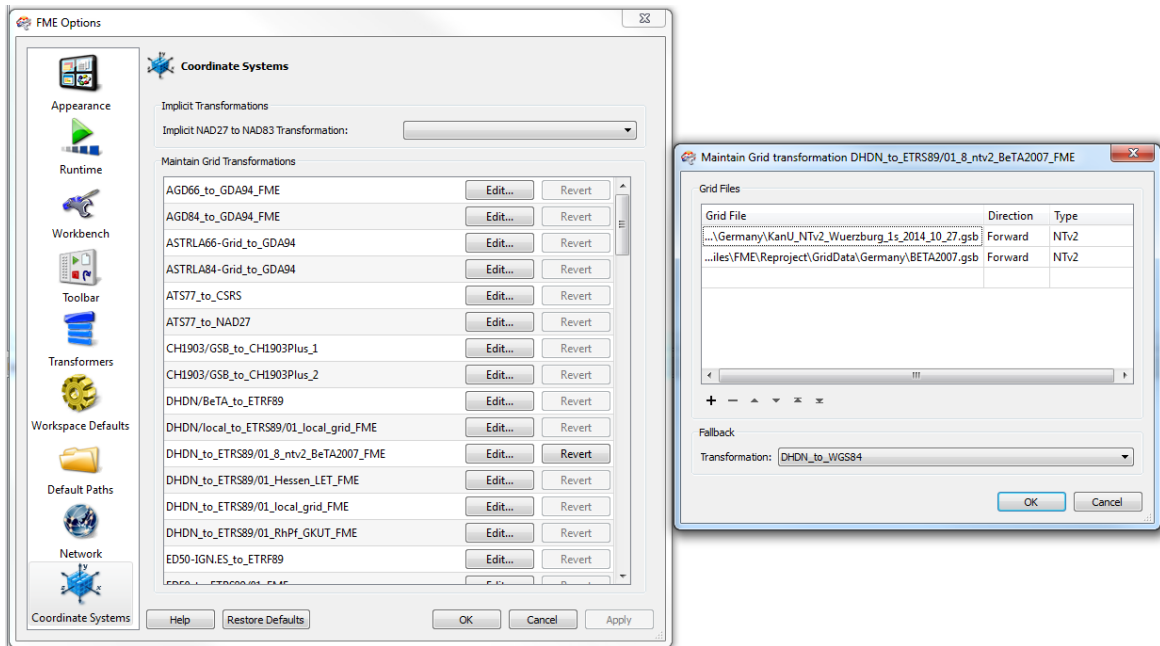 FME Options
Appearance
Runtime
Workbench
Toolbar
Transformers
Workspace Defaults
Default Paths
Network
Coordinate Systems
Coordinate Systems
Implicit Transformations
Implicit NAD27 to NAD83 Transformation:
Maintain Grid Transformations
AGD66_to_GDA94_FME Edit... Revert
AGD84_to_GDA94_FME Edit... Revert
ASTRLA66-Grid_to_GDA94 Edit... Revert
ASTRLA84-Grid_to_GDA94 Edit... Revert
ATS77_to_CSRS Edit... Revert
ATS77_to_NAD27 Edit... Revert
CH1903/GSB_to_CH1903Plus_1 Edit... Revert
CH1903/GSB_to_CH1903Plus_2 Edit... Revert
DHDN/BeTA_to_ETRF89 Edit... Revert
DHDN/local_to_ETRS89/01_local_grid_FME Edit... Revert
DHDN_to_ETRS89/01_8_ntv2_BeTA2007_FME Edit... Revert
DHDN_to_ETRS89/01_Hessen_LET_FME Edit... Revert
DHDN_to_ETRS89/01_local_grid_FME Edit... Revert
DHDN_to_ETRS89/01_RhPf_GKUT_FME Edit... Revert
ED50-IGN.ES_to_ETRF89 Edit... Revert
Help Restore Defaults OK Cancel Apply
Maintain Grid transformation DHDN_to_ETRS89/01_8_ntv2_BeTA2007_FME
Grid Files
Grid File Direction Type
...\Germany\KanU_NTv2_Wuerzburg_1s_2014_10_27.gsb Forward NTv2
...iles\FME\Reproject\GridData\Germany\BETA2007.gsb Forward NTv2
Fallback
Transformation: DHDN_to_WGS84
OK Cancel